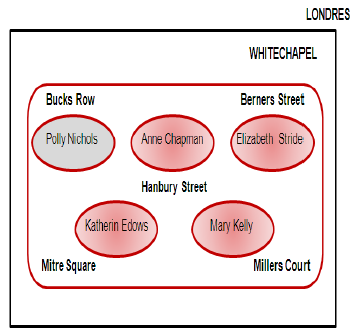 LONDRES
WHITECHAPEL
Bucks Row
Berners Street
Polly Nichols
Anne Chapman
Elizabeth Stride
Hanbury Street
Katherin Edows
Mary Kelly
Mitre Square
Millers Court